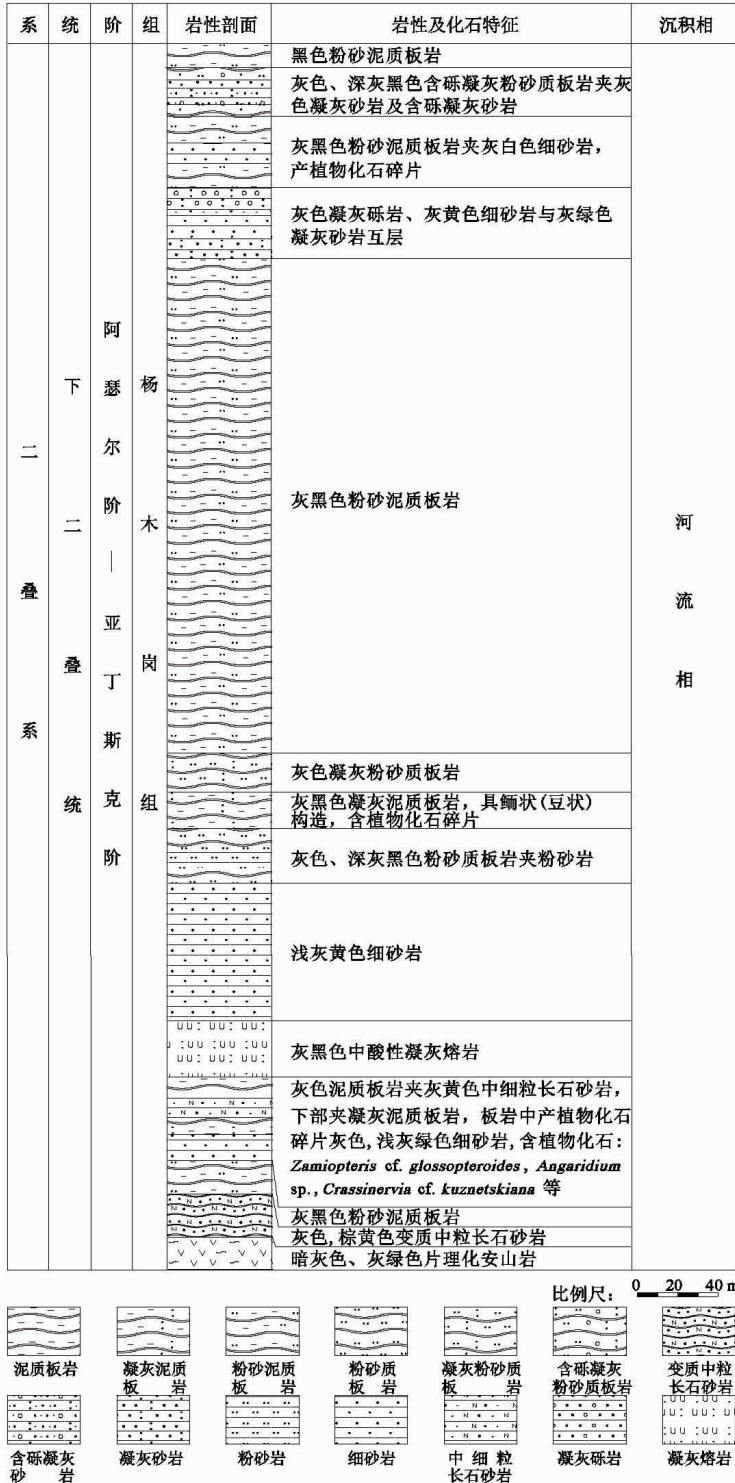 系 统 阶 组 岩性剖面 岩性及化石特征 沉积相
二叠系
下二叠统
阿瑟尔阶—亚丁斯克阶
杨木岗组
黑色粉砂泥质板岩
灰色、深灰黑色含砾凝灰粉砂质板岩夹灰
色凝灰砂岩及含砾凝灰砂岩
灰黑色粉砂泥质板岩夹灰白色细砂岩,
产植物化石碎片
灰色凝灰砾岩、灰黄色细砂岩与灰绿色
凝灰砂岩互层
灰黑色粉砂泥质板岩
灰色凝灰粉砂质板岩
灰黑色凝灰泥质板岩,具鲕状(豆状)
构造,含植物化石碎片
灰色、深灰黑色粉砂质板岩夹粉砂岩
浅灰黄色细砂岩
灰黑色中酸性凝灰熔岩
灰色泥质板岩夹灰黄色中细粒长石砂岩,
下部夹凝灰泥质板岩,板岩中产植物化石
碎片灰色,浅灰绿色细砂岩,含植物化石:
Zamiopteris cf. glossopteroides, Angaridium
sp., Crassinervia cf. kuznetskiana 等
灰黑色粉砂泥质板岩
灰色,棕黄色变质中粒长石砂岩
暗灰色、灰绿色片理化安山岩
河流相
比例尺: 0 20 40 m
泥质板岩
凝灰泥质
板 岩
粉砂泥质
板 岩
粉砂质
板 岩
凝灰粉砂质
板 岩
含砾凝灰
粉砂质板岩
变质中粒
长石砂岩
含砾凝灰
砂 岩
凝灰砂岩
粉砂岩
细砂岩
中 细 粒
长石砂岩
凝灰砾岩
凝灰熔岩